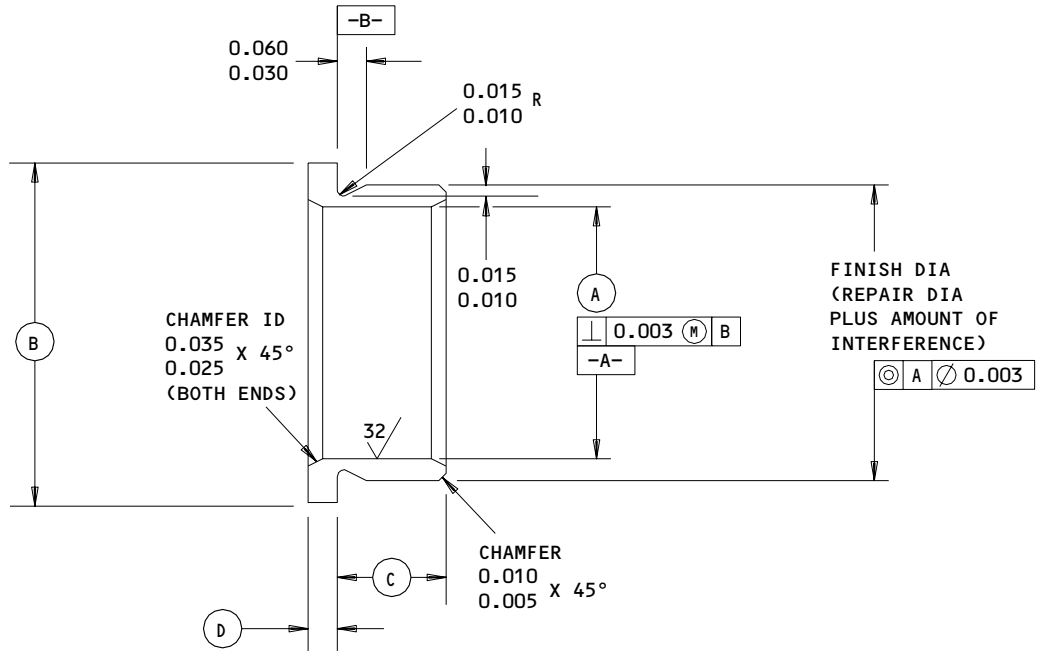 -B-
0.060
0.030
0.015 R
0.010
0.015
0.010
A
⊥ 0.003 Ⓜ B
-A-
FINISH DIA
(REPAIR DIA
PLUS AMOUNT OF
INTERFERENCE)
◎ A ∅ 0.003
B
CHAMFER ID
0.035
0.025 X 45°
(BOTH ENDS)
32
CHAMFER
0.010
0.005 X 45°
C
D